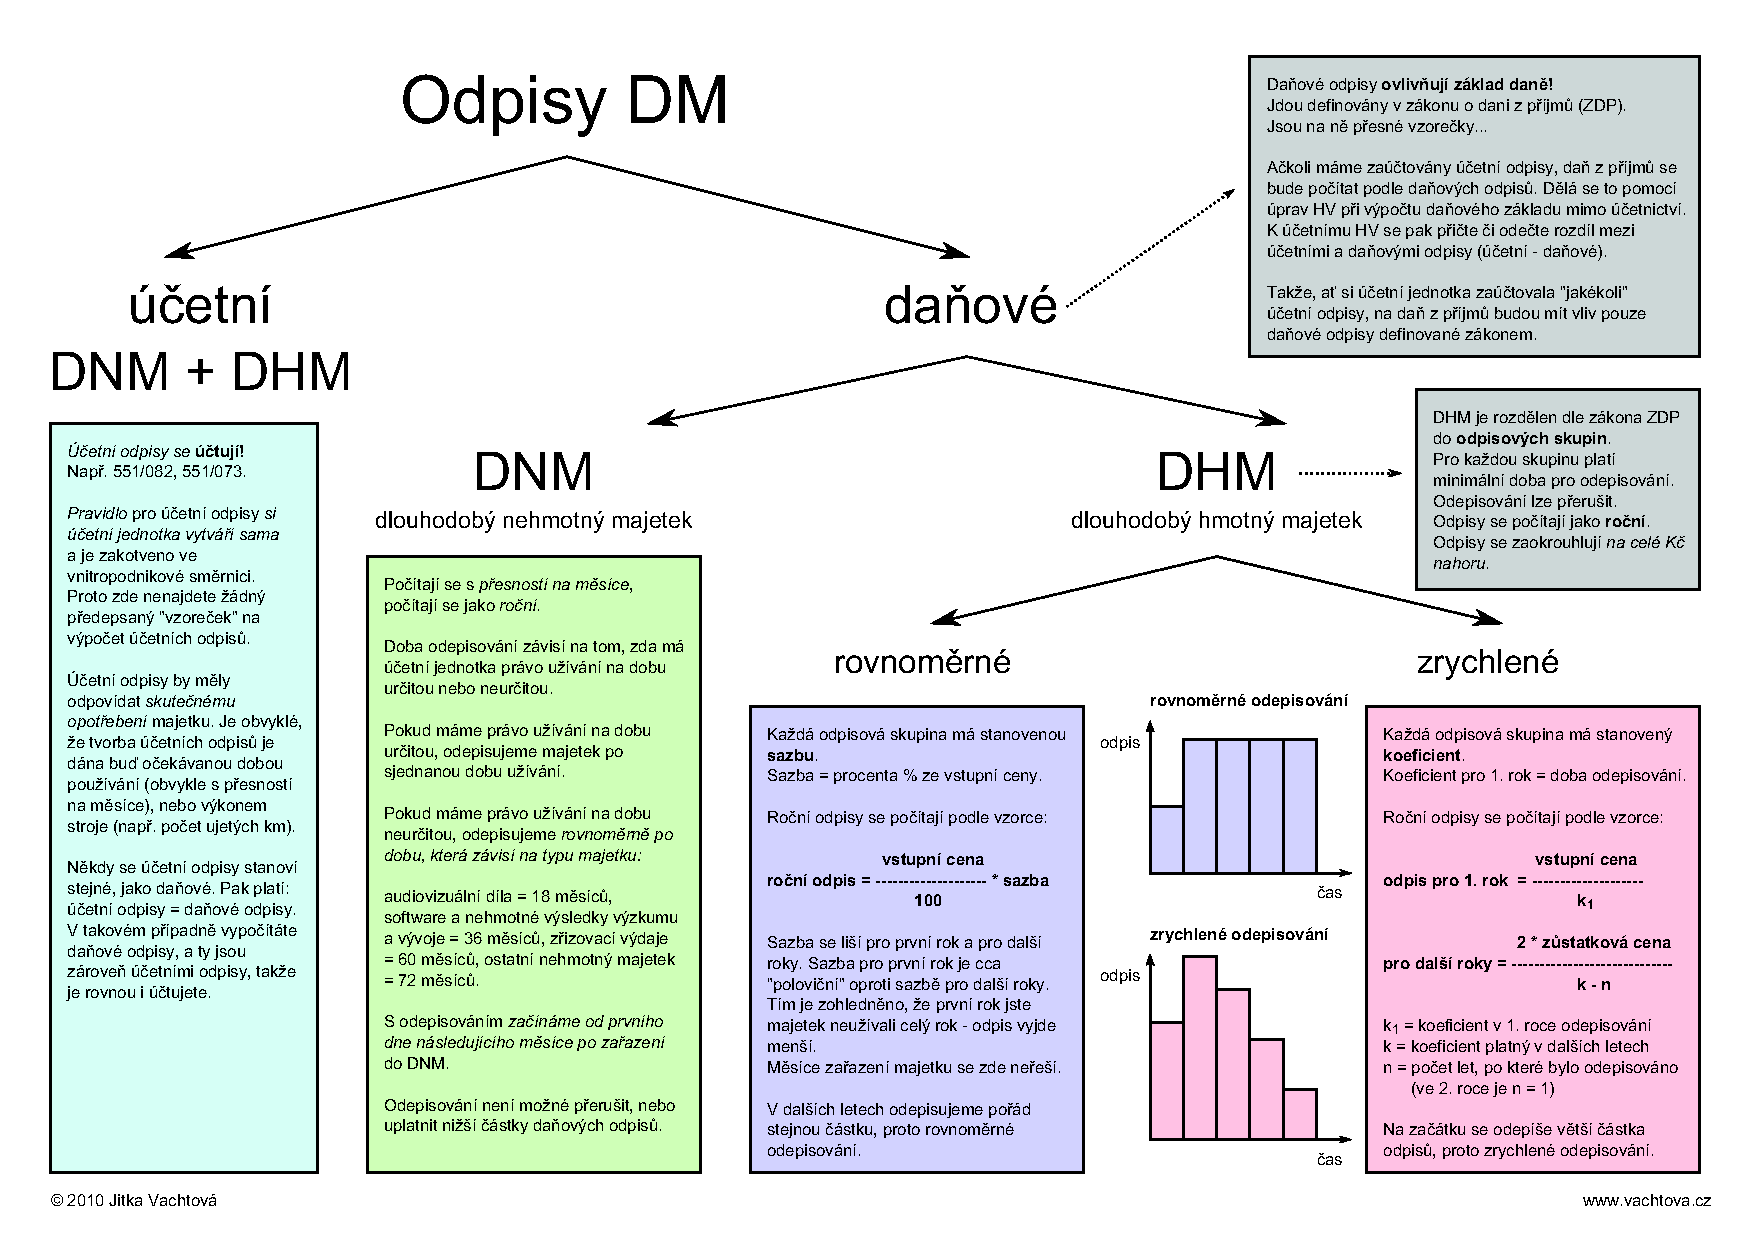 Odpisy DM
účetní
DNM + DHM
daňové
Daňové odpisy ovlivňují základ daně!
Jdou definovány v zákonu o dani z příjmů (ZDP).
Jsou na ně přesné vzorečky...
Ačkoli máme zaúčtovány účetní odpisy, daň z příjmů se
bude počítat podle daňových odpisů. Dělá se to pomocí
úprav HV při výpočtu daňového základu mimo účetnictví.
K účetnímu HV se pak přičte či odečte rozdíl mezi
účetními a daňovými odpisy (účetní - daňové).
Takže, ať si účetní jednotka zaúčtovala "jakékoli"
účetní odpisy, na daň z příjmů budou mít vliv pouze
daňové odpisy definované zákonem.
Účetní odpisy se účtují!
Např. 551/082, 551/073.
Pravidlo pro účetní odpisy si
účetní jednotka vytváří sama
a je zakotveno ve
vnitropodnikové směrnici.
Proto zde nenajdete žádný
předepsaný "vzoreček" na
výpočet účetních odpisů.
Účetní odpisy by měly
odpovídat skutečnému
opotřebení majetku. Je obvyklé,
že tvorba účetních odpisů je
dána buď očekávanou dobou
používání (obvykle s přesností
na měsíce), nebo výkonem
stroje (např. počet ujetých km).
Někdy se účetní odpisy stanoví
stejné, jako daňové. Pak platí:
účetní odpisy = daňové odpisy.
V takovém případně vypočítáte
daňové odpisy, a ty jsou
zároveň účetními odpisy, takže
je rovnou i účtujete.
DNM
dlouhodobý nehmotný majetek
Počítají se s přesností na měsíce,
počítají se jako roční.
Doba odepisování závisí na tom, zda má
účetní jednotka právo užívání na dobu
určitou nebo neurčitou.
Pokud máme právo užívání na dobu
určitou, odepisujeme majetek po
sjednanou dobu užívání.
Pokud máme právo užívání na dobu
neurčitou, odepisujeme rovnoměrně po
dobu, která závisí na typu majetku:
audiovizuální díla = 18 měsíců,
software a nehmotné výsledky výzkumu
a vývoje = 36 měsíců, zřizovací výdaje
= 60 měsíců, ostatní nehmotný majetek
= 72 měsíců.
S odepisováním začínáme od prvního
dne následujícího měsíce po zařazení
do DNM.
Odepisování není možné přerušit, nebo
uplatnit nižší částky daňových odpisů.
DHM
dlouhodobý hmotný majetek
DHM je rozdělen dle zákona ZDP
do odpisových skupin.
Pro každou skupinu platí
minimální doba pro odepisování.
Odepisování lze přerušit.
Odpisy se počítají jako roční.
Odpisy se zaokrouhlují na celé Kč
nahoru.
rovnoměrné
Každá odpisová skupina má stanovenou
sazbu.
Sazba = procenta % ze vstupní ceny.
Roční odpisy se počítají podle vzorce:
vstupní cena
roční odpis = -------------------- * sazba
100
Sazba se liší pro první rok a pro další
roky. Sazba pro první rok je cca
"poloviční" oproti sazbě pro další roky.
Tím je zohledněno, že první rok jste
majetek neužívali celý rok - odpis vyjde
menší.
Měsíce zařazení majetku se zde neřeší.
V dalších letech odepisujeme pořád
stejnou částku, proto rovnoměrné
odepisování.
rovnoměrné odepisování
odpis
čas
zrychlené odepisování
odpis
čas
zrychlené
Každá odpisová skupina má stanovený
koeficient.
Koeficient pro 1. rok = doba odepisování.
Roční odpisy se počítají podle vzorce:
vstupní cena
odpis pro 1. rok = --------------------
k1
2 * zůstatková cena
pro další roky = -----------------------------
k - n
k1 = koeficient v 1. roce odepisování
k = koeficient platný v dalších letech
n = počet let, po které bylo odepisováno
(ve 2. roce je n = 1)
Na začátku se odepíše větší částka
odpisů, proto zrychlené odepisování.
© 2010 Jitka Vachtová
www.vachtova.cz